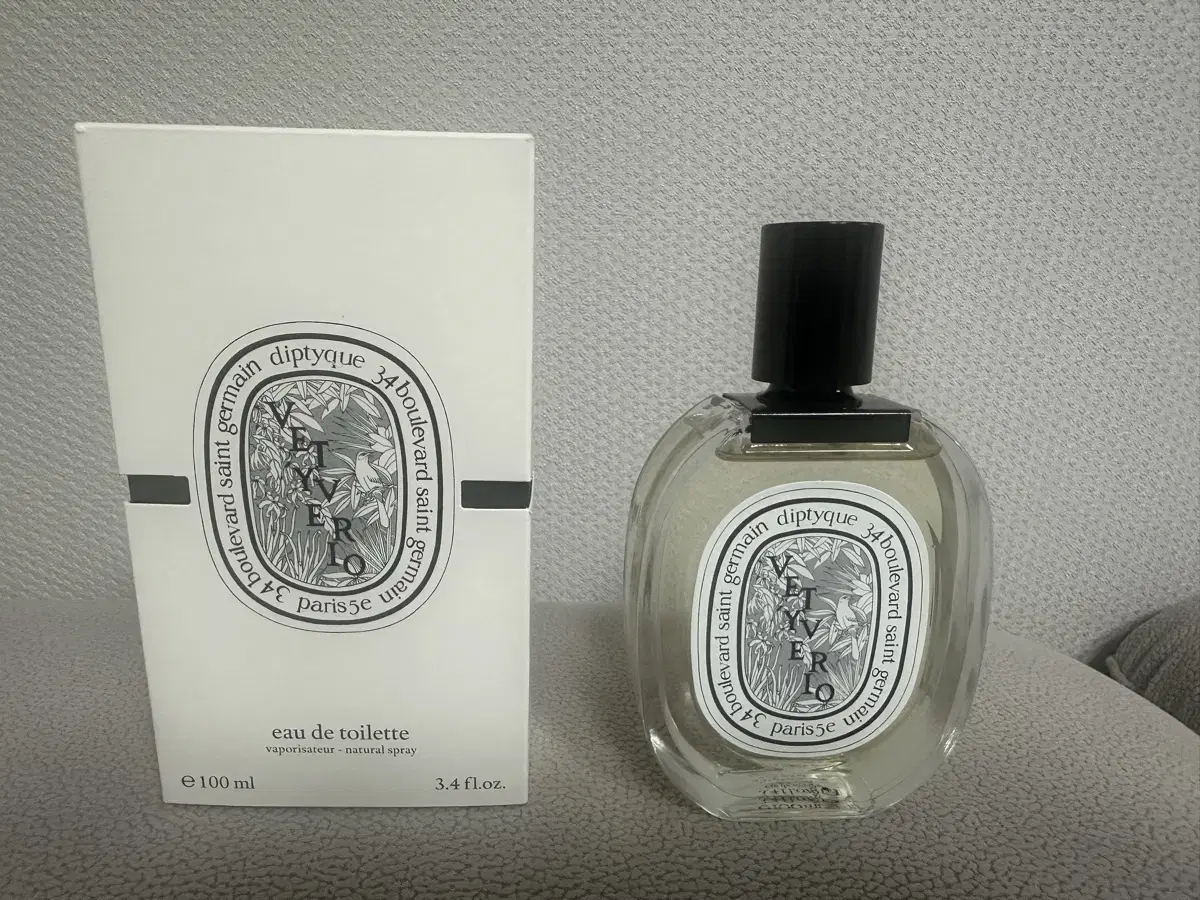 diptyque 34 boulevard saint germain paris 5e 34 boulevard saint germain
VETYVERIO
eau de toilette
vaporisateur - natural spray
e 100 ml 3.4 fl.oz.
diptyque 34 boulevard saint germain paris 5e 34 boulevard saint germain
VETYVERIO